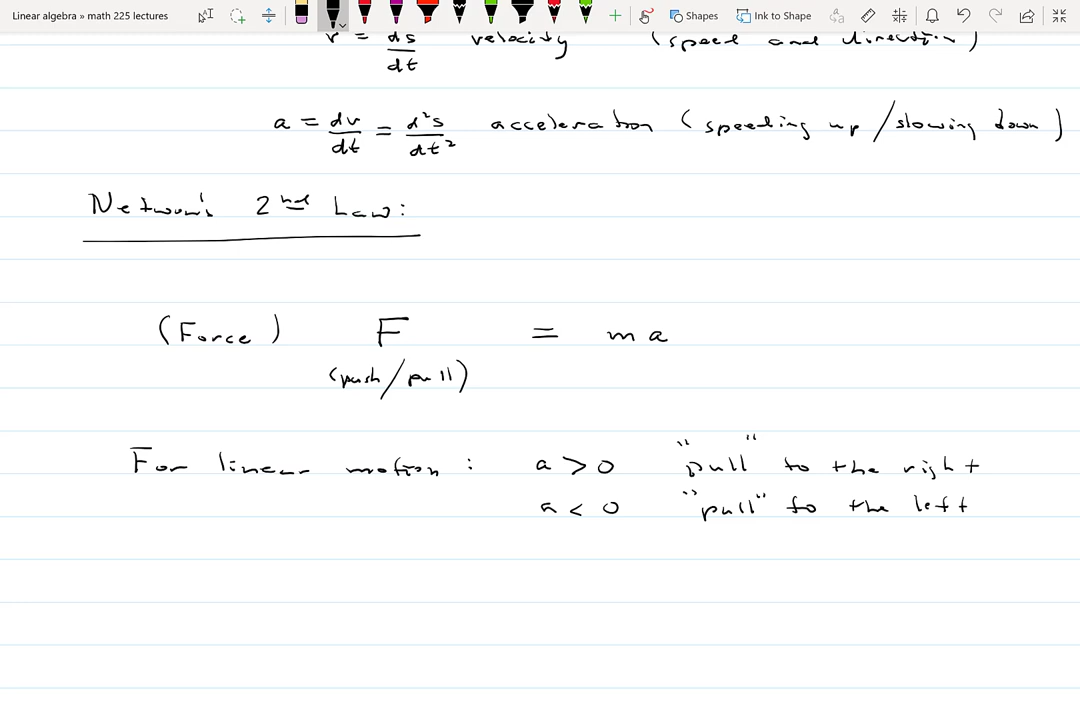 Linear algebra » math 225 lectures
Shapes
Ink to Shape
v = ds/dt velocity (speed and direction)
a = dv/dt = d²s/dt² acceleration (speeding up/slowing down)
Netwon's 2nd Law:
(Force) F = ma
(push/pull)
For linear motion: a > 0 "pull" to the right
a < 0 "pull" to the left